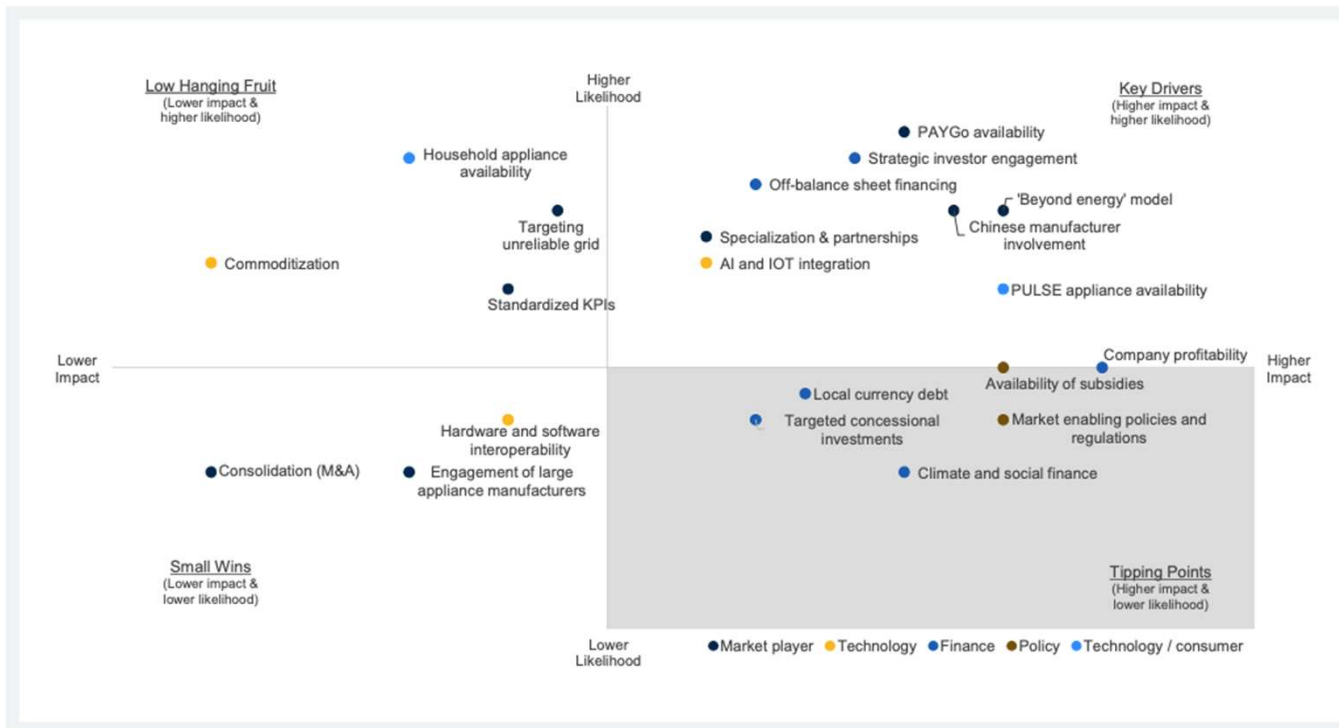 Low Hanging Fruit
(Lower impact &
higher likelihood)
Higher
Likelihood
Key Drivers
(Higher impact &
higher likelihood)
PAYGo availability
Household appliance
availability
Strategic investor engagement
Off-balance sheet financing
'Beyond energy' model
Targeting
unreliable grid
Chinese manufacturer
involvement
Specialization & partnerships
Commoditization
AI and IOT integration
Standardized KPIs
PULSE appliance availability
Lower
Impact
Company profitability
Higher
Impact
Availability of subsidies
Local currency debt
Hardware and software
interoperability
Targeted concessional
investments
Market enabling policies and
regulations
Consolidation (M&A)
Engagement of large
appliance manufacturers
Climate and social finance
Small Wins
(Lower impact &
lower likelihood)
Tipping Points
(Higher impact &
lower likelihood)
Lower
Likelihood
Market player Technology Finance Policy Technology / consumer